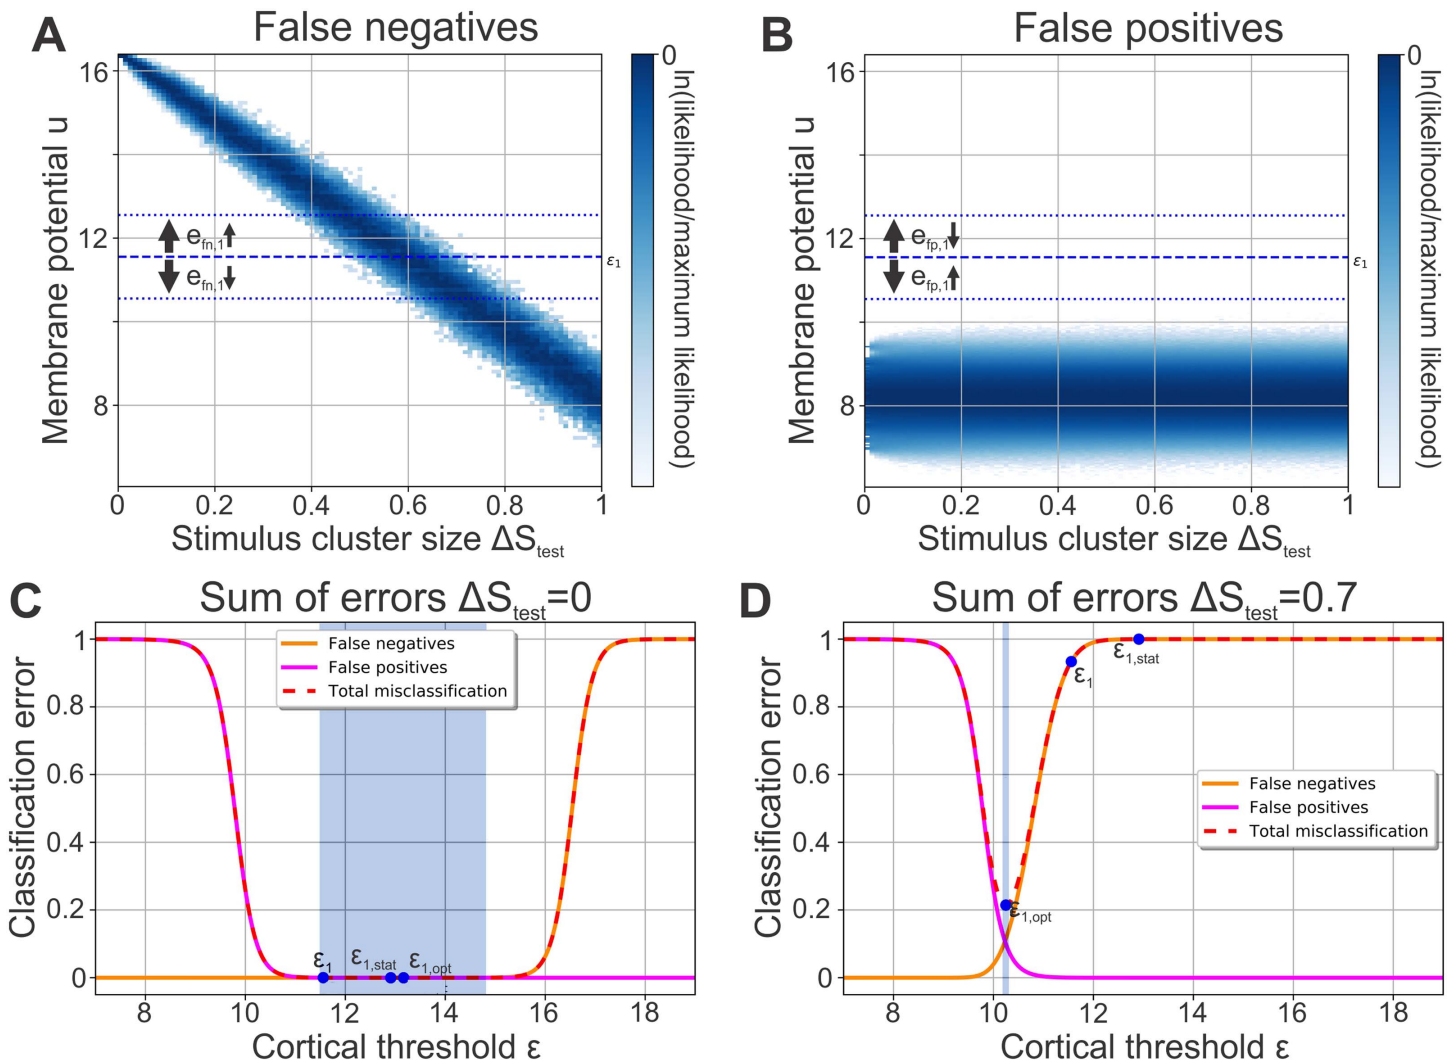 A
False negatives
16
12
8
Membrane potential u
e_fn,1
e_fn,1
ε₁
0 0.2 0.4 0.6 0.8 1
Stimulus cluster size ΔS_test
0
ln(likelihood/maximum likelihood)
B
False positives
16
12
8
Membrane potential u
e_fp,1
e_fp,1
ε₁
0 0.2 0.4 0.6 0.8 1
Stimulus cluster size ΔS_test
0
ln(likelihood/maximum likelihood)
C
Sum of errors ΔS_test=0
1
0.8
0.6
0.4
0.2
0
Classification error
False negatives
False positives
Total misclassification
ε₁
ε_1,stat
ε_1,opt
8 10 12 14 16 18
Cortical threshold ε
D
Sum of errors ΔS_test=0.7
1
0.8
0.6
0.4
0.2
0
Classification error
ε_1,stat
ε₁
False negatives
False positives
Total misclassification
ε_1,opt
8 10 12 14 16 18
Cortical threshold ε